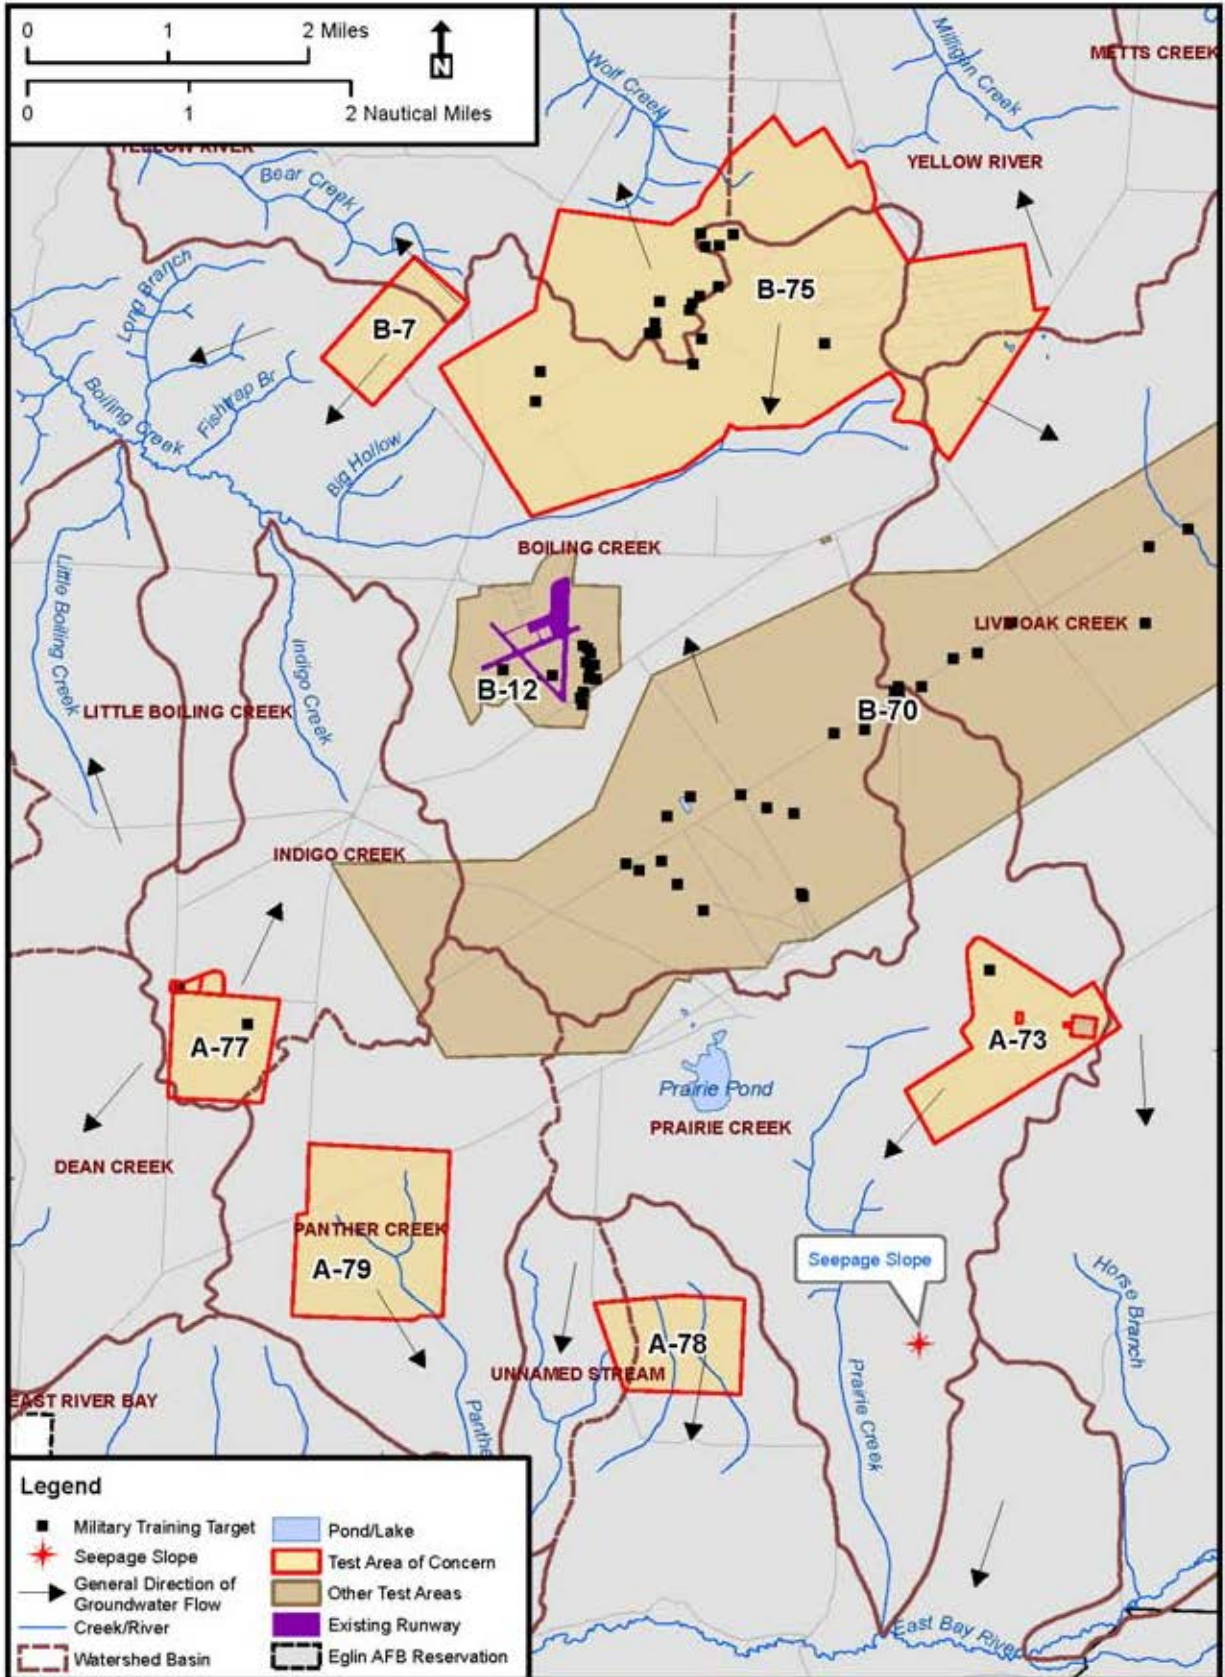 0 1 2 Miles
N
0 1 2 Nautical Miles
METTS CREEK
Wolf Creek
Milligan Creek
YELLOW RIVER
YELLOW RIVER
Bear Creek
Long Branch
B-75
B-7
Boiling Creek
Fishtrap Br
Big Hollow
BOILING CREEK
Little Boiling Creek
Indigo Creek
LIVE OAK CREEK
B-12
B-70
LITTLE BOILING CREEK
INDIGO CREEK
A-77
A-73
Prairie Pond
PRAIRIE CREEK
DEAN CREEK
PANTHER CREEK
A-79
Seepage Slope
Horse Branch
A-78
UNNAMED STREAM
EAST RIVER BAY
Prairie Creek
Panthe
East Bay River
Legend
Military Training Target
Seepage Slope
General Direction of
Groundwater Flow
Creek/River
Watershed Basin
Pond/Lake
Test Area of Concern
Other Test Areas
Existing Runway
Eglin AFB Reservation